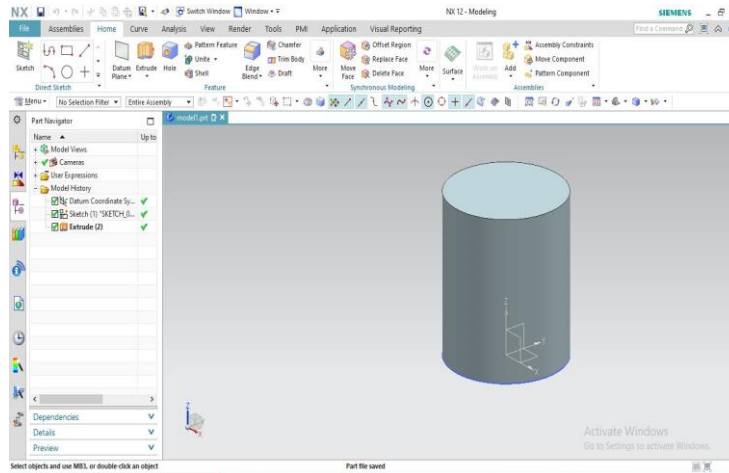 NX
Switch Window Window
NX 12 - Modeling
SIEMENS
File Assemblies Home Curve Analysis View Render Tools PMI Application Visual Reporting
Find a Command
Sketch
Direct Sketch
Datum Plane Extrude Hole
Pattern Feature
Unite
Shell
Edge Blend
Chamfer
Trim Body
Draft
More
Feature
Move Face
Offset Region
Replace Face
Delete Face
More
Synchronous Modeling
Surface
Work on Assembly
Add
Assembly Constraints
Move Component
Pattern Component
Assemblies
Menu No Selection Filter Entire Assembly
Part Navigator
model1.prt
Name Up to
Model Views
Cameras
User Expressions
Model History
Datum Coordinate Sy...
Sketch (1) "SKETCH_0...
Extrude (2)
Z
Y
X
Dependencies
Details
Preview
Z
X
Activate Windows
Go to Settings to activate Windows.
Select objects and use MB3, or double-click an object
Part file saved